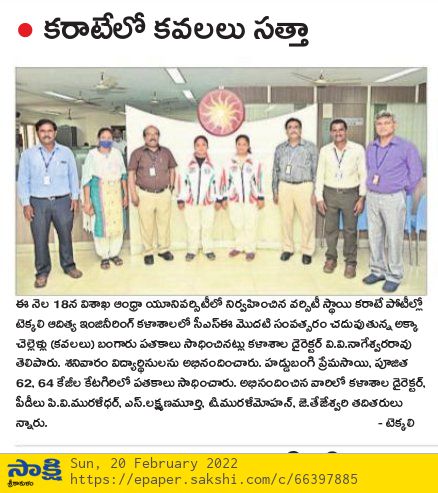 కరాటేలో కవలలు సత్తా
ఈ నెల 18న విశాఖ ఆంధ్రా యూనివర్సిటీలో నిర్వహించిన వర్సిటీ స్థాయి కరాటే పోటీల్లో
టెక్కలి ఆదిత్య ఇంజినీరింగ్ కళాశాలలో సీఎస్ఈ మొదటి సంవత్సరం చదువుతున్న అక్కా
చెల్లెళ్లు (కవలలు) బంగారు పతకాలు సాధించినట్లు కళాశాల డైరెక్టర్ వి.వి.నాగేశ్వరరావు
తెలిపారు. శనివారం విద్యార్థినులను అభినందించారు. హడ్డుబంగి ప్రేమసాయి, పూజిత
62, 64 కేజీల కేటగిరిలో పతకాలు సాధించారు. అభినందించిన వారిలో కళాశాల డైరెక్టర్,
పీడీలు పి.వి.మురళీధర్, ఎస్.లక్ష్మణమూర్తి, టి.మురళీమోహన్, జె.తేజేశ్వరి తదితరులు
న్నారు. - టెక్కలి
సాక్షి Sun, 20 February 2022
శ్రీకాకుళం https://epaper.sakshi.com/c/66397885